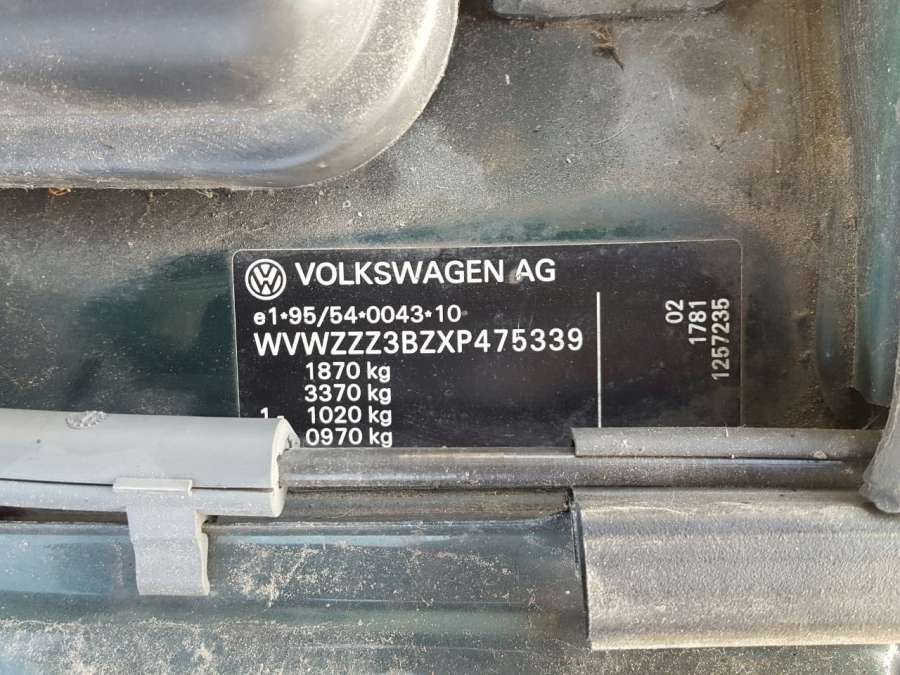 VOLKSWAGEN AG
e1*95/54*0043*10
WVWZZZ3BZXP475339
1870 kg
3370 kg
1- 1020 kg
0970 kg
02
1781
1257235